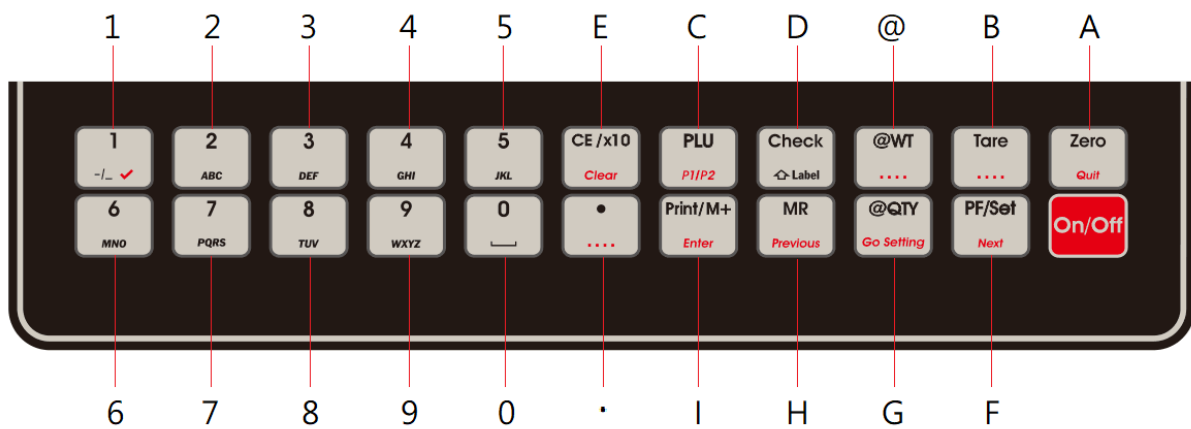 1 2 3 4 5 E C D @ B A
1 2 3 4 5 CE/x10 PLU Check @WT Tare Zero
-/_ ✔ ABC DEF GHI JKL Clear P1/P2 ⇧ Label .... .... Quit
6 7 8 9 0 • Print/M+ MR @QTY PF/Set On/Off
MNO PQRS TUV WXYZ ⎵ .... Enter Previous Go Setting Next
6 7 8 9 0 · I H G F